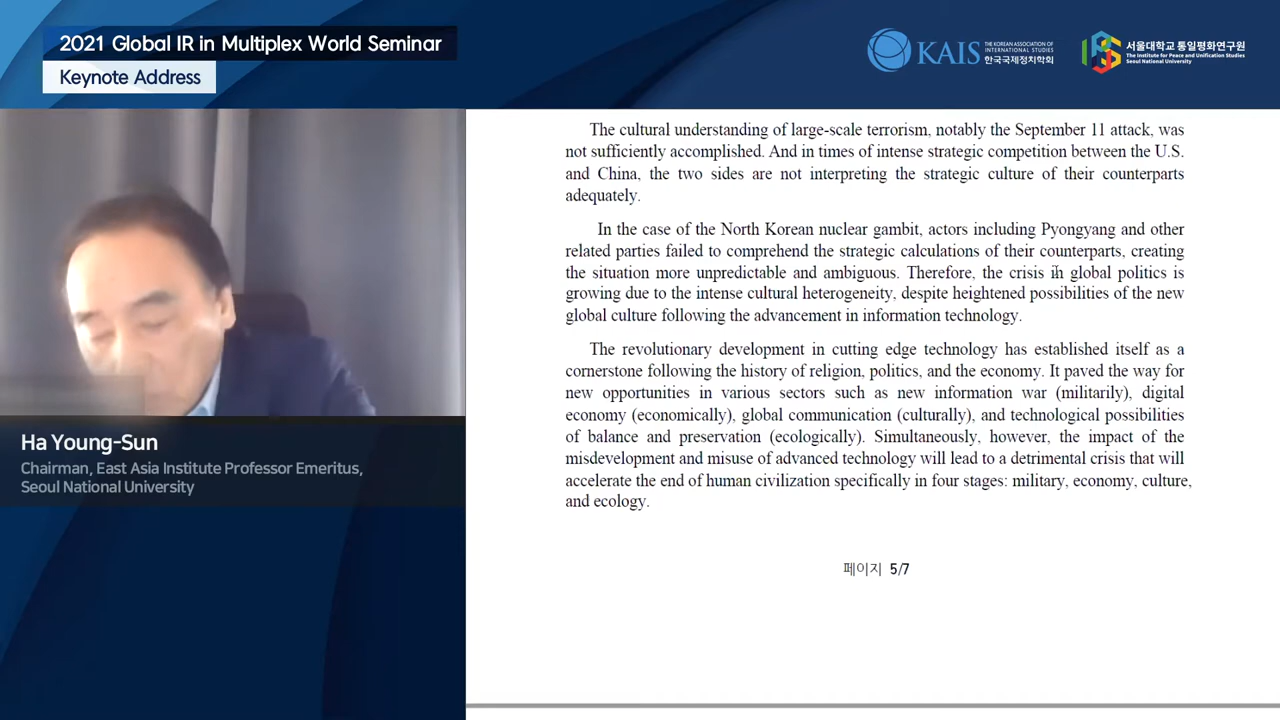 2021 Global IR in Multiplex World Seminar
Keynote Address
KAIS THE KOREAN ASSOCIATION OF
INTERNATIONAL STUDIES
한국국제정치학회
서울대학교 통일평화연구원
The Institute for Peace and Unification Studies
Seoul National University
The cultural understanding of large-scale terrorism, notably the September 11 attack, was
not sufficiently accomplished. And in times of intense strategic competition between the U.S.
and China, the two sides are not interpreting the strategic culture of their counterparts
adequately.
In the case of the North Korean nuclear gambit, actors including Pyongyang and other
related parties failed to comprehend the strategic calculations of their counterparts, creating
the situation more unpredictable and ambiguous. Therefore, the crisis in global politics is
growing due to the intense cultural heterogeneity, despite heightened possibilities of the new
global culture following the advancement in information technology.
The revolutionary development in cutting edge technology has established itself as a
cornerstone following the history of religion, politics, and the economy. It paved the way for
new opportunities in various sectors such as new information war (militarily), digital
economy (economically), global communication (culturally), and technological possibilities
of balance and preservation (ecologically). Simultaneously, however, the impact of the
misdevelopment and misuse of advanced technology will lead to a detrimental crisis that will
accelerate the end of human civilization specifically in four stages: military, economy, culture,
and ecology.
페이지 5/7
Ha Young-Sun
Chairman, East Asia Institute Professor Emeritus,
Seoul National University